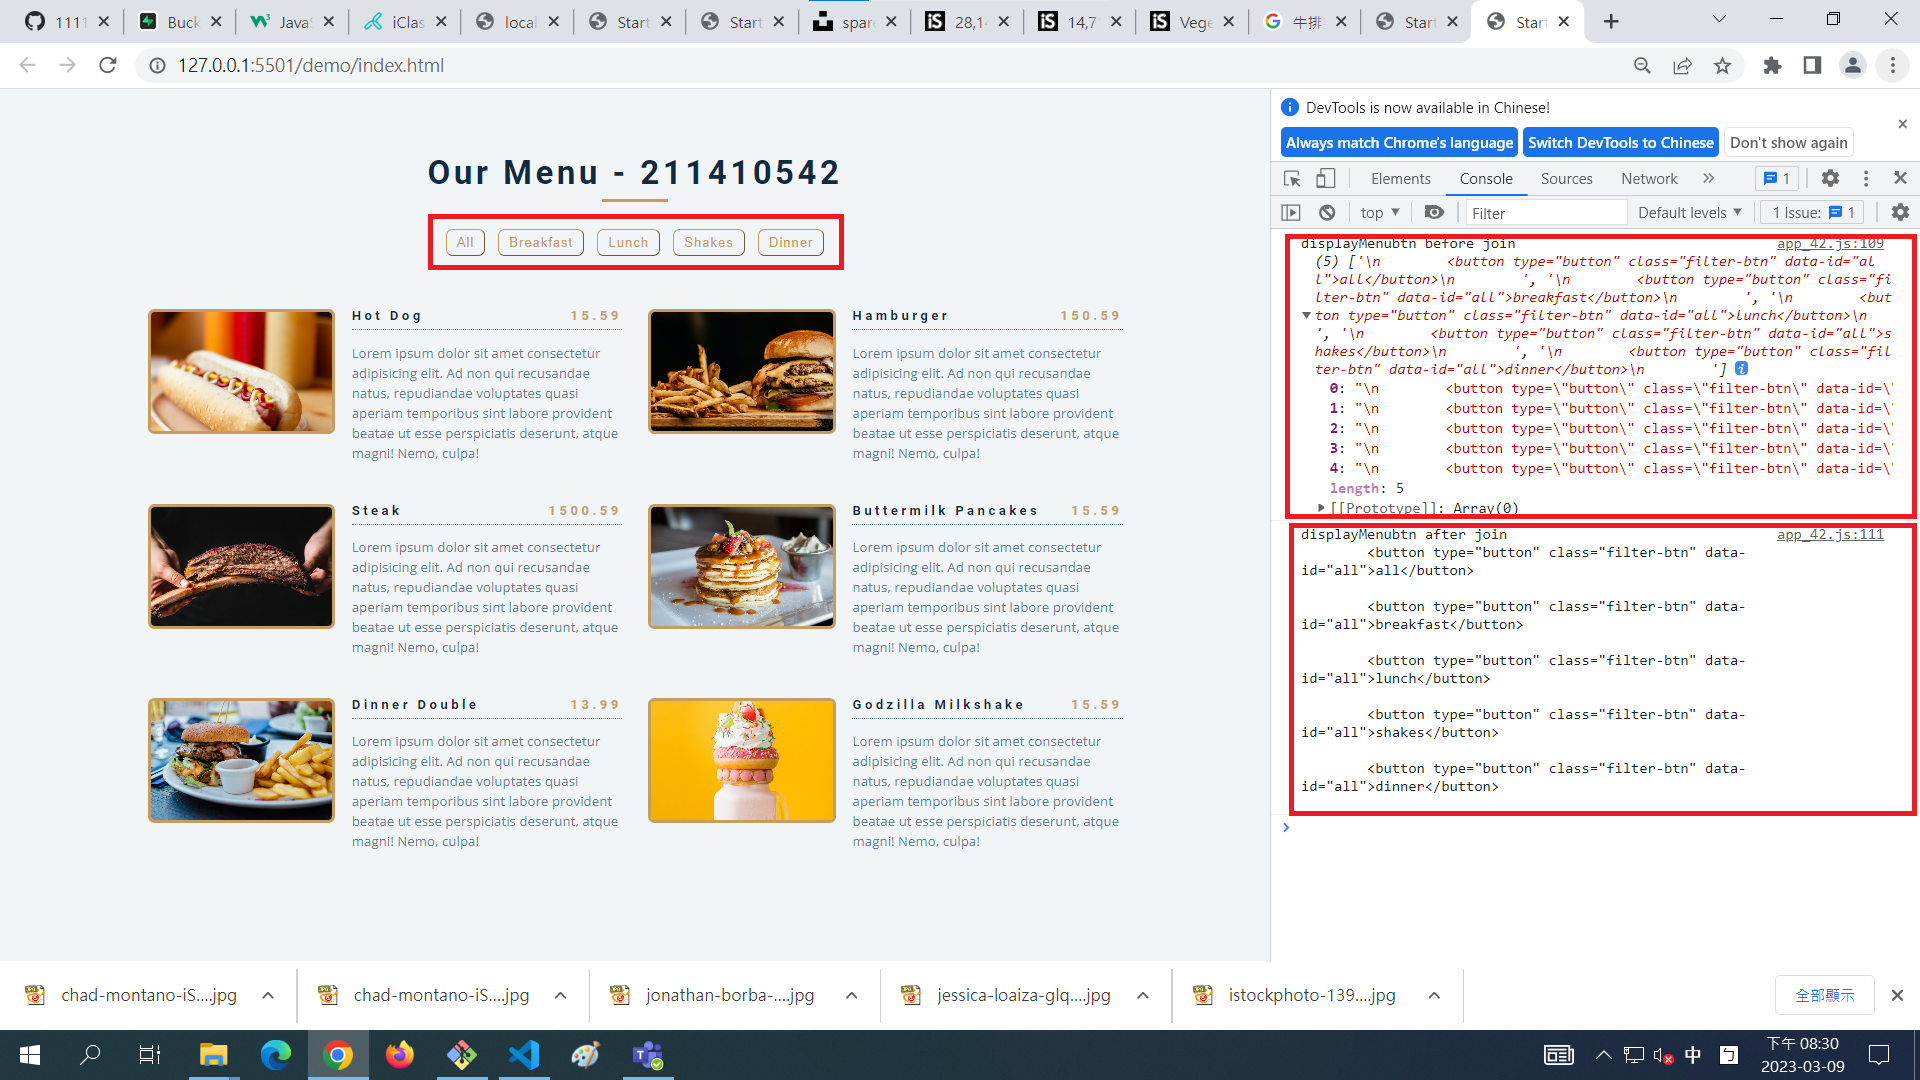 1111
Buck
Java
iClas
local
Start
Start
spar
28,1
14,7
Vege
牛排
Start
Start
127.0.0.1:5501/demo/index.html
DevTools is now available in Chinese!
Always match Chrome's language
Switch DevTools to Chinese
Don't show again
Elements
Console
Sources
Network
1
top
Filter
Default levels
1 Issue:
1
Our Menu - 211410542
All
Breakfast
Lunch
Shakes
Dinner
Hot Dog
15.59
Lorem ipsum dolor sit amet consectetur
adipisicing elit. Ad non qui recusandae
natus, repudiandae voluptates quasi
aperiam temporibus sint labore provident
beatae ut esse perspiciatis deserunt, atque
magni! Nemo, culpa!
Hamburger
150.59
Lorem ipsum dolor sit amet consectetur
adipisicing elit. Ad non qui recusandae
natus, repudiandae voluptates quasi
aperiam temporibus sint labore provident
beatae ut esse perspiciatis deserunt, atque
magni! Nemo, culpa!
Steak
1500.59
Lorem ipsum dolor sit amet consectetur
adipisicing elit. Ad non qui recusandae
natus, repudiandae voluptates quasi
aperiam temporibus sint labore provident
beatae ut esse perspiciatis deserunt, atque
magni! Nemo, culpa!
Buttermilk Pancakes
15.59
Lorem ipsum dolor sit amet consectetur
adipisicing elit. Ad non qui recusandae
natus, repudiandae voluptates quasi
aperiam temporibus sint labore provident
beatae ut esse perspiciatis deserunt, atque
magni! Nemo, culpa!
Dinner Double
13.99
Lorem ipsum dolor sit amet consectetur
adipisicing elit. Ad non qui recusandae
natus, repudiandae voluptates quasi
aperiam temporibus sint labore provident
beatae ut esse perspiciatis deserunt, atque
magni! Nemo, culpa!
Godzilla Milkshake
15.59
Lorem ipsum dolor sit amet consectetur
adipisicing elit. Ad non qui recusandae
natus, repudiandae voluptates quasi
aperiam temporibus sint labore provident
beatae ut esse perspiciatis deserunt, atque
magni! Nemo, culpa!
displayMenubtn before join
app_42.js:109
(5) ['\n        <button type="button" class="filter-btn" data-id="al
l">all</button>\n        ', '\n        <button type="button" class="fi
lter-btn" data-id="all">breakfast</button>\n        ', '\n        <but
ton type="button" class="filter-btn" data-id="all">lunch</button>\n
', '\n        <button type="button" class="filter-btn" data-id="all">s
hakes</button>\n        ', '\n        <button type="button" class="fil
ter-btn" data-id="all">dinner</button>\n        ']
0: "\n        <button type=\"button\" class=\"filter-btn\" data-id=\"
1: "\n        <button type=\"button\" class=\"filter-btn\" data-id=\"
2: "\n        <button type=\"button\" class=\"filter-btn\" data-id=\"
3: "\n        <button type=\"button\" class=\"filter-btn\" data-id=\"
4: "\n        <button type=\"button\" class=\"filter-btn\" data-id=\"
length: 5
[[Prototype]]: Array(0)
displayMenubtn after join
app_42.js:111
<button type="button" class="filter-btn" data-
id="all">all</button>
<button type="button" class="filter-btn" data-
id="all">breakfast</button>
<button type="button" class="filter-btn" data-
id="all">lunch</button>
<button type="button" class="filter-btn" data-
id="all">shakes</button>
<button type="button" class="filter-btn" data-
id="all">dinner</button>
chad-montano-iS....jpg
chad-montano-iS....jpg
jonathan-borba-....jpg
jessica-loaiza-glq....jpg
istockphoto-139....jpg
全部顯示
中
ㄅ
下午 08:30
2023-03-09